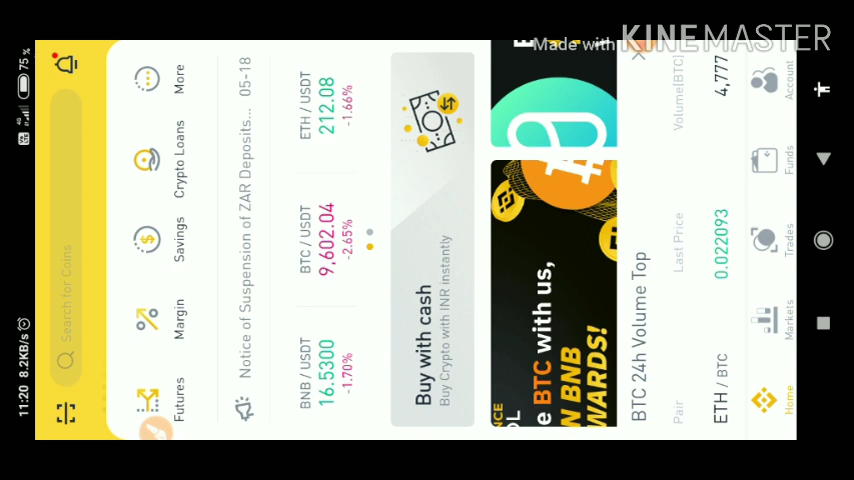 Made with KINEMASTER
11:20 8.2KB/s 4G 75 %
Search for Coins
Futures Margin Savings Crypto Loans More
Notice of Suspension of ZAR Deposits... 05-18
BNB / USDT BTC / USDT ETH / USDT
16.5300 9,602.04 212.08
-1.70% -2.65% -1.66%
Buy with cash
Buy Crypto with INR instantly
e BTC with us,
N BNB
WARDS!
BTC 24h Volume Top
Pair Last Price Volume(BTC)
ETH / BTC 0.022093 4,777
Home Markets Trades Funds Account